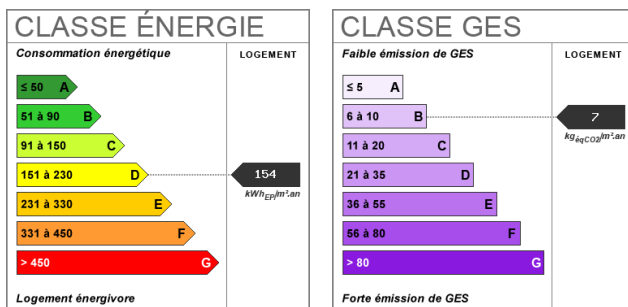 CLASSE ÉNERGIE
Consommation énergétique
LOGEMENT
≤ 50 A
51 à 90 B
91 à 150 C
151 à 230 D
154
kWhEP/m².an
231 à 330 E
331 à 450 F
> 450 G
Logement énergivore
CLASSE GES
Faible émission de GES
LOGEMENT
≤ 5 A
6 à 10 B
7
kgéqCO2/m².an
11 à 20 C
21 à 35 D
36 à 55 E
56 à 80 F
> 80 G
Forte émission de GES